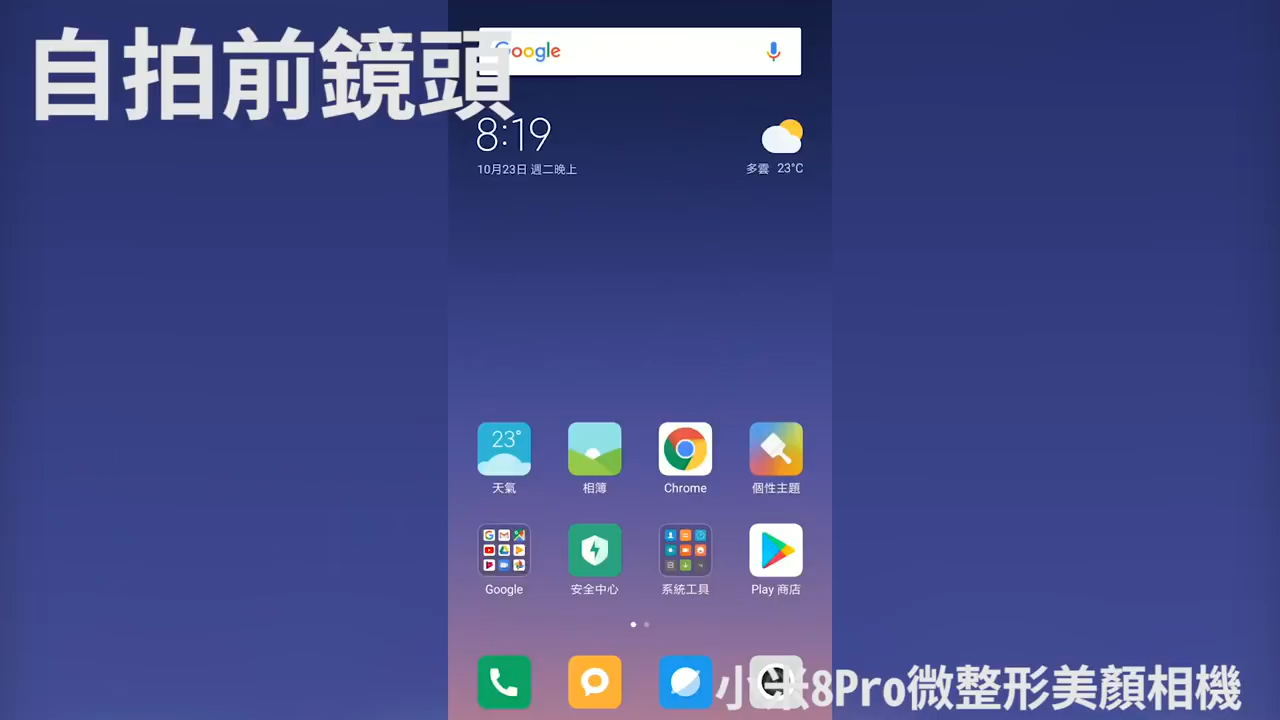 自拍前鏡頭
Google
8:19
10月23日 週二晚上
多雲 23°C
23°
天氣
相簿
Chrome
個性主題
Google
安全中心
系統工具
Play 商店
小米8Pro微整形美顏相機